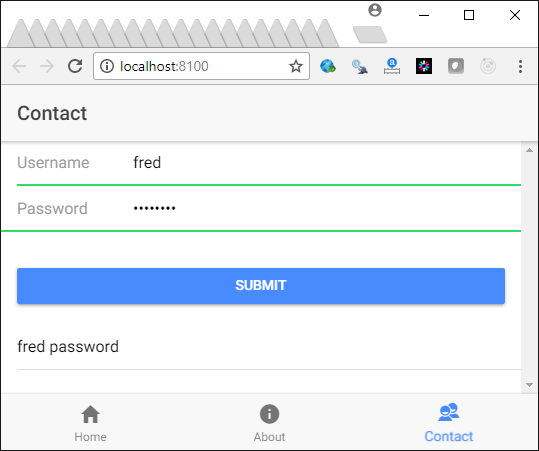 localhost:8100
Contact
Username fred
Password ••••••••
SUBMIT
fred password
Home About Contact